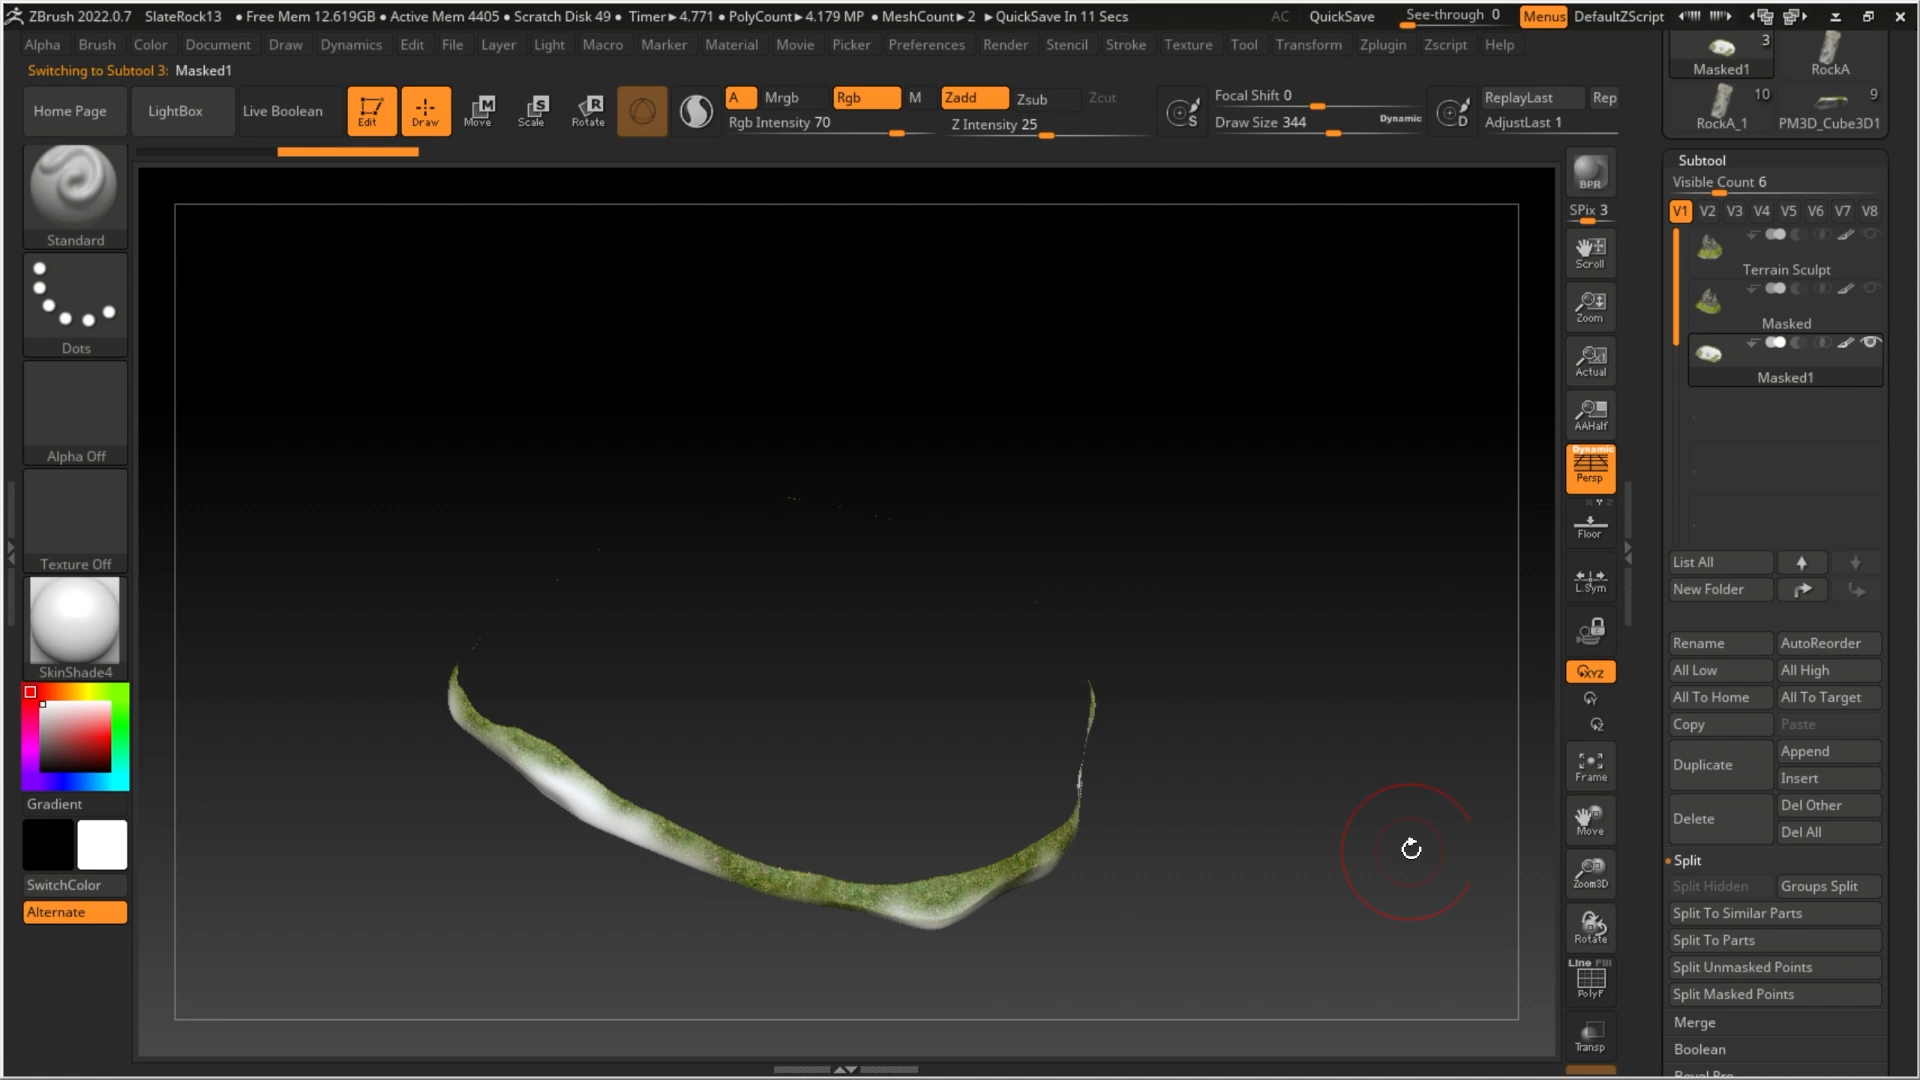 ZBrush 2022.0.7 SlateRock13 • Free Mem 12.619GB • Active Mem 4405 • Scratch Disk 49 • Timer►4.771 • PolyCount►4.179 MP • MeshCount►2 ►QuickSave In 11 Secs AC QuickSave See-through 0 Menus DefaultZScript
Alpha Brush Color Document Draw Dynamics Edit File Layer Light Macro Marker Material Movie Picker Preferences Render Stencil Stroke Texture Tool Transform Zplugin Zscript Help
Switching to Subtool 3: Masked1
Home Page LightBox Live Boolean Edit Draw Move Scale Rotate
M S R
A Mrgb Rgb M Zadd Zsub Zcut
Rgb Intensity 70 Z Intensity 25
S Focal Shift 0
Draw Size 344 Dynamic
D ReplayLast Rep
AdjustLast 1
3
Masked1 RockA
10 9
RockA_1 PM3D_Cube3D1
Standard
Dots
Alpha Off
Texture Off
SkinShade4
Gradient
SwitchColor
Alternate
BPR
SPix 3
Scroll
Zoom
Actual
AAHalf
Dynamic
Persp
Floor
L.Sym
XYZ
Y
Z
Frame
Move
Zoom3D
Rotate
Line Fill
PolyF
Transp
Subtool
Visible Count 6
V1 V2 V3 V4 V5 V6 V7 V8
Terrain Sculpt
Masked
Masked1
List All
New Folder
Rename AutoReorder
All Low All High
All To Home All To Target
Copy Paste
Duplicate Append
Insert
Delete Del Other
Del All
Split
Split Hidden Groups Split
Split To Similar Parts
Split To Parts
Split Unmasked Points
Split Masked Points
Merge
Boolean